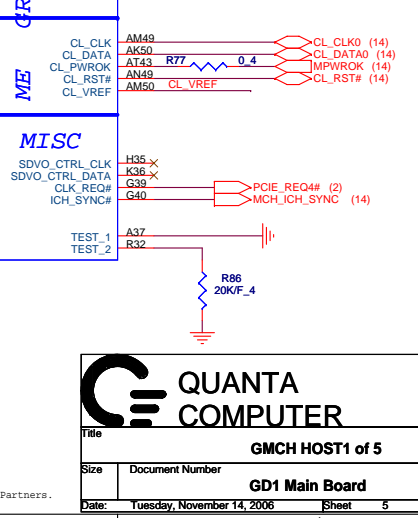 GR
CL_CLK AM49 CL_CLK0 (14)
CL_DATA AK50 CL_DATA0 (14)
CL_PWROK AT43 R77 0_4 MPWROK (14)
CL_RST# AN49 CL_RST# (14)
CL_VREF AM50 CL_VREF
ME
MISC
SDVO_CTRL_CLK H35
SDVO_CTRL_DATA K36
CLK_REQ# G39 PCIE_REQ4# (2)
ICH_SYNC# G40 MCH_ICH_SYNC (14)
TEST_1 A37
TEST_2 R32
R86
20K/F_4
QUANTA
COMPUTER
Title
GMCH HOST1 of 5
Size Document Number
GD1 Main Board
Partners.
Date: Tuesday, November 14, 2006 Sheet 5